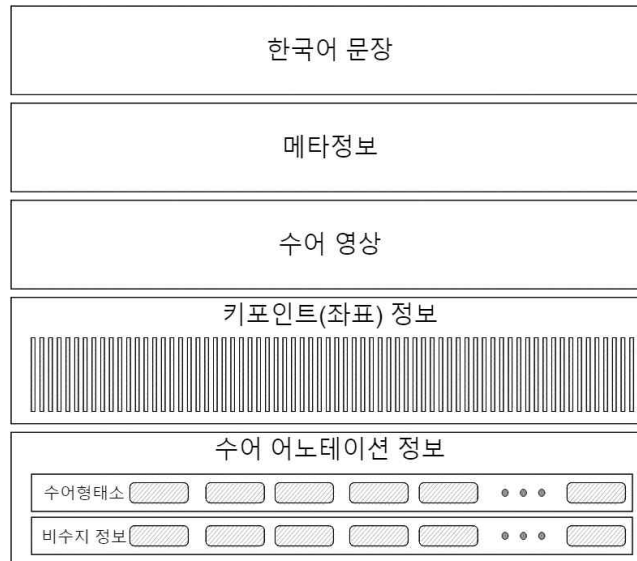 한국어 문장
메타정보
수어 영상
키포인트(좌표) 정보
수어 어노테이션 정보
수어형태소
비수지 정보